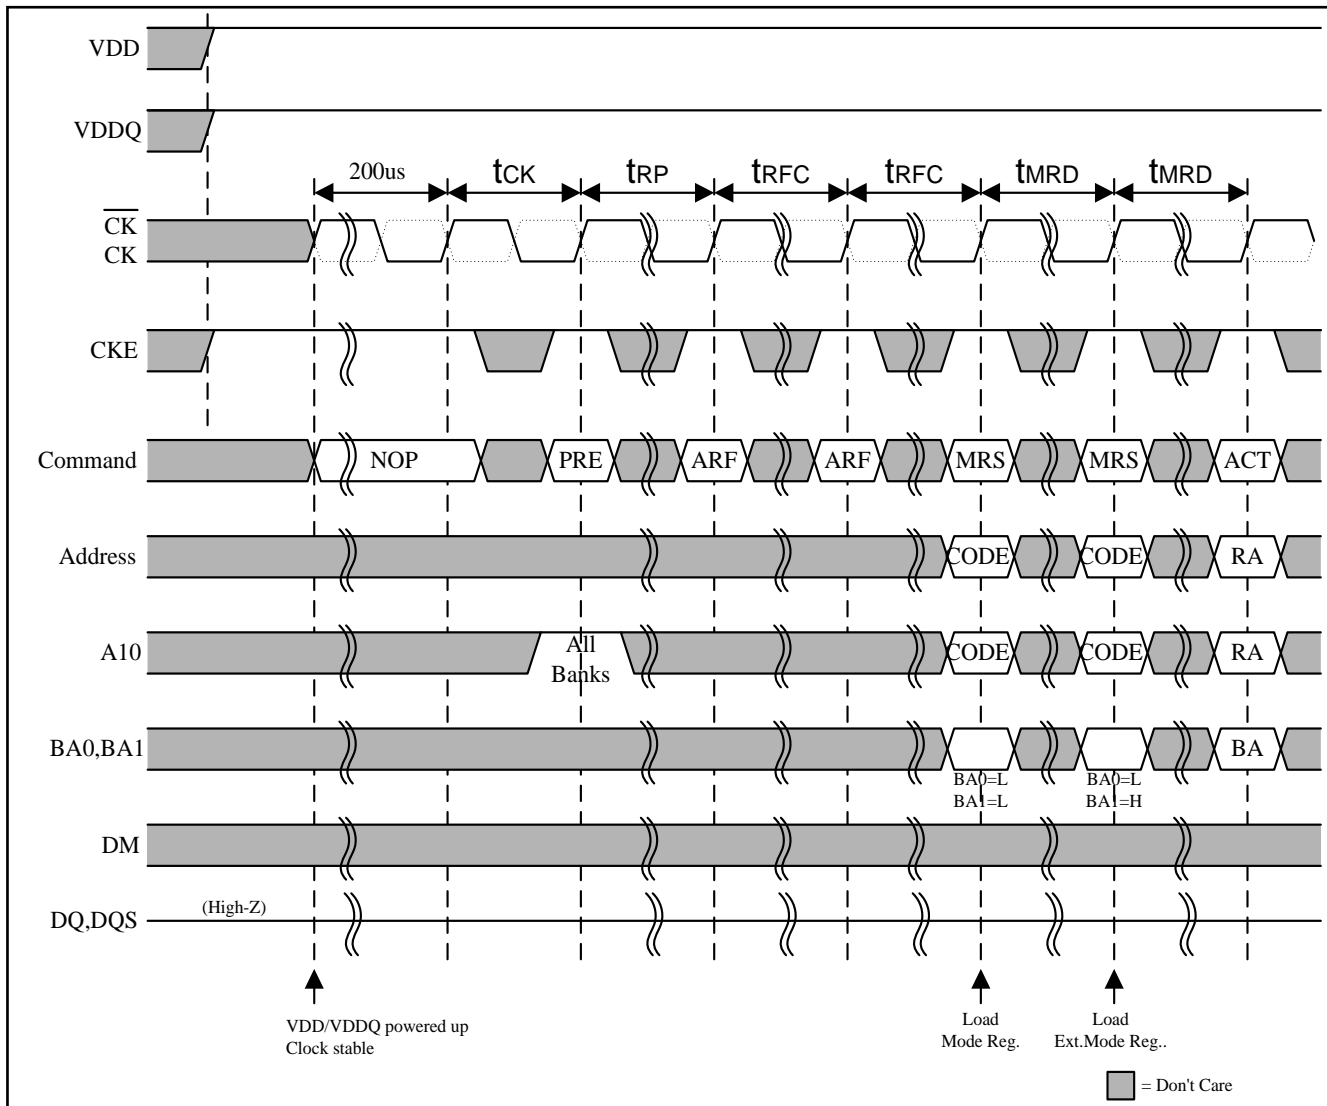 VDD
VDDQ
200us tCK tRP tRFC tRFC tMRD tMRD
CK
CK
CKE
Command NOP PRE ARF ARF MRS MRS ACT
Address CODE CODE RA
A10 All Banks CODE CODE RA
BA0,BA1 BA
BA0=L BA0=L
BA1=L BA1=H
DM
DQ,DQS (High-Z)
VDD/VDDQ powered up
Clock stable
Load
Mode Reg.
Load
Ext.Mode Reg..
= Don't Care